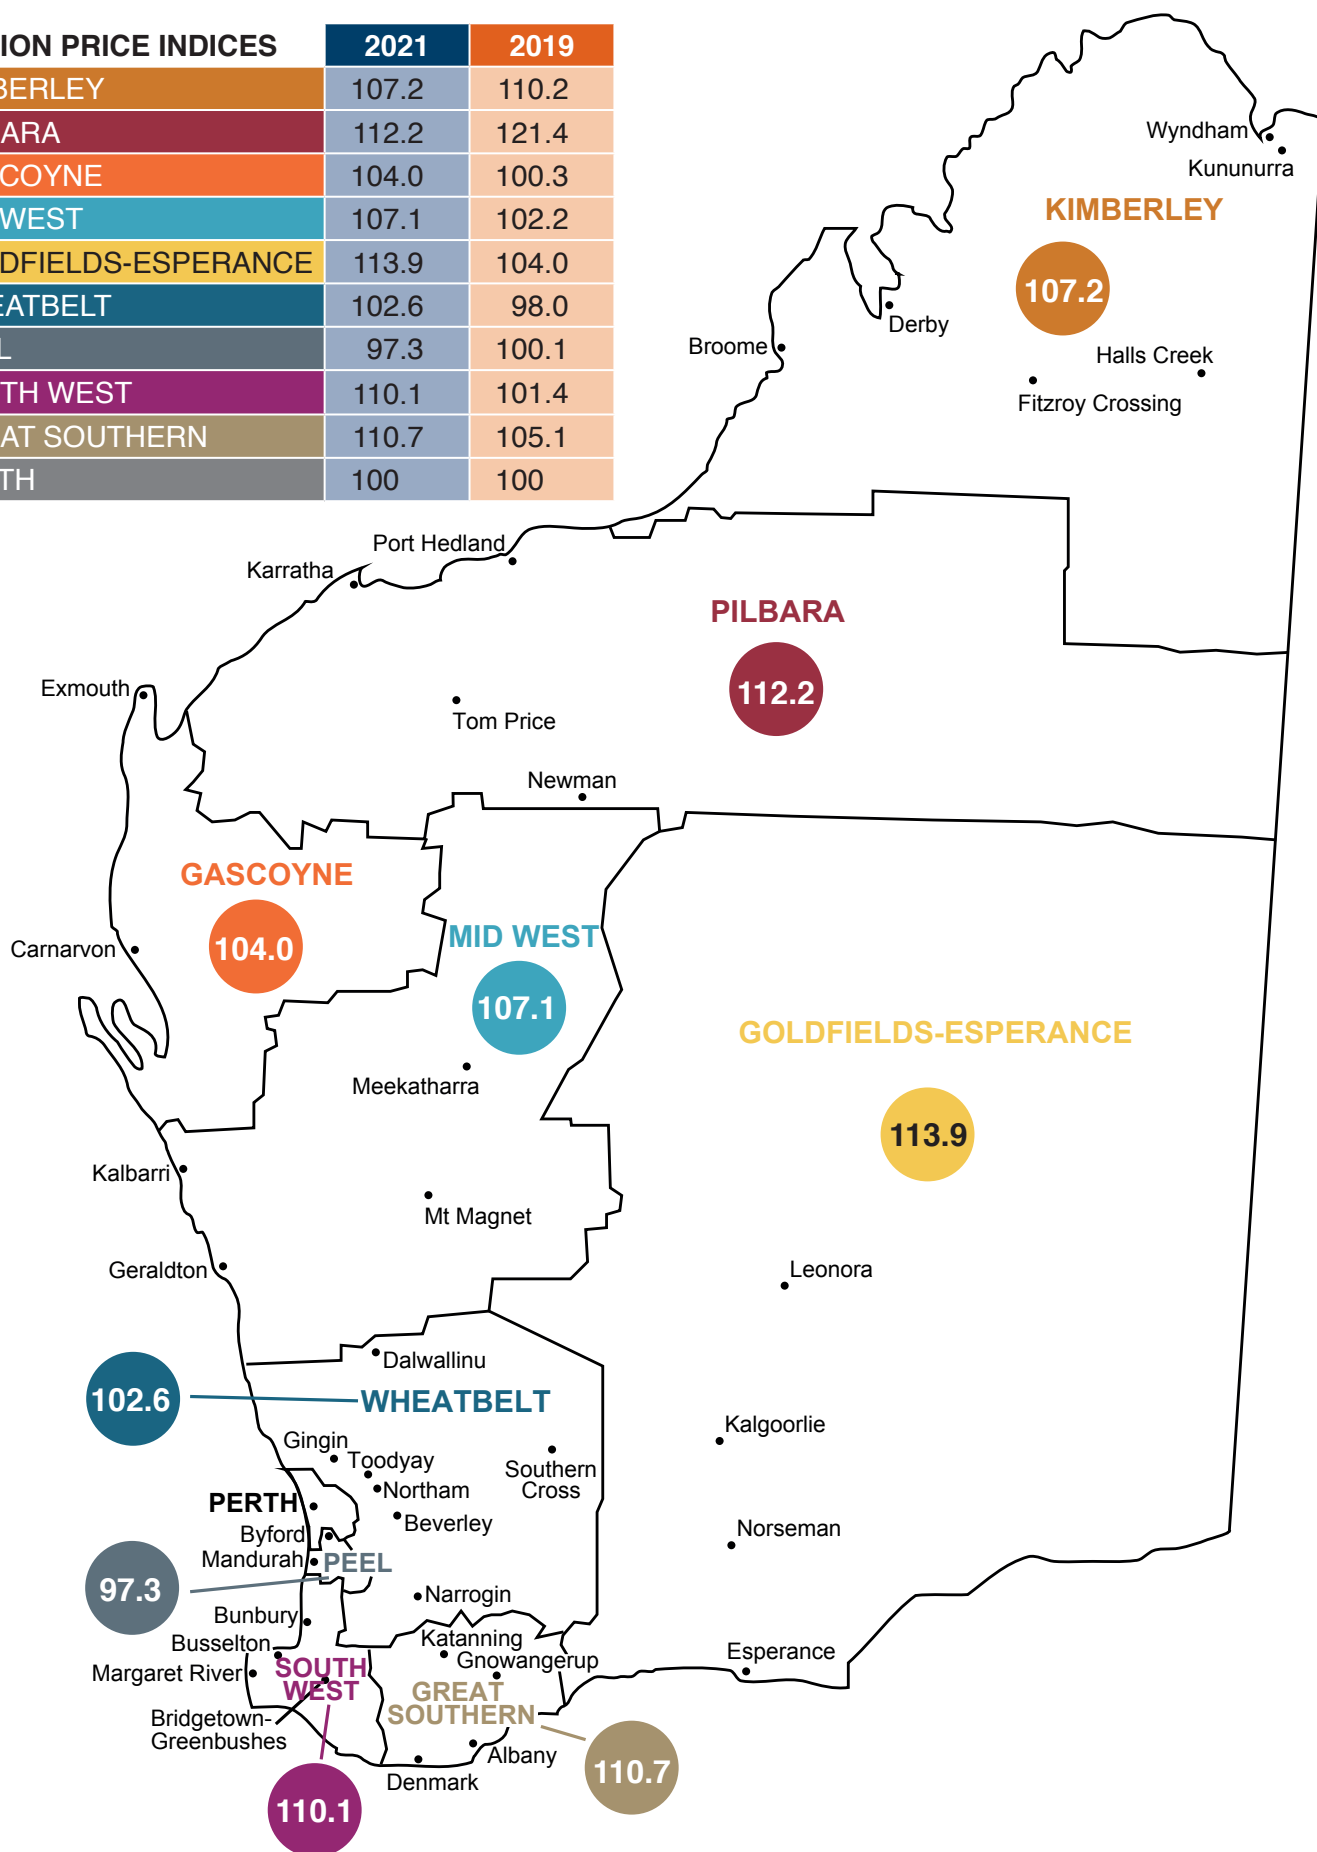 ION PRICE INDICES 2021 2019
BERLEY 107.2 110.2
ARA 112.2 121.4
COYNE 104.0 100.3
WEST 107.1 102.2
DFIELDS-ESPERANCE 113.9 104.0
EATBELT 102.6 98.0
L 97.3 100.1
TH WEST 110.1 101.4
AT SOUTHERN 110.7 105.1
TH 100 100
Wyndham
Kununurra
KIMBERLEY
107.2
Derby
Broome
Halls Creek
Fitzroy Crossing
Port Hedland
Karratha
PILBARA
112.2
Exmouth
Tom Price
Newman
GASCOYNE
104.0
Carnarvon
MID WEST
107.1
GOLDFIELDS-ESPERANCE
113.9
Meekatharra
Kalbarri
Mt Magnet
Geraldton
Leonora
Dalwallinu
102.6
WHEATBELT
Kalgoorlie
Gingin
Toodyay
Southern
Cross
Northam
PERTH
Beverley
Norseman
Byford
Mandurah
PEEL
97.3
Narrogin
Bunbury
Busselton
Katanning
Gnowangerup
Esperance
Margaret River
SOUTH
WEST
GREAT
SOUTHERN
Bridgetown-
Greenbushes
Albany
Denmark
110.7
110.1